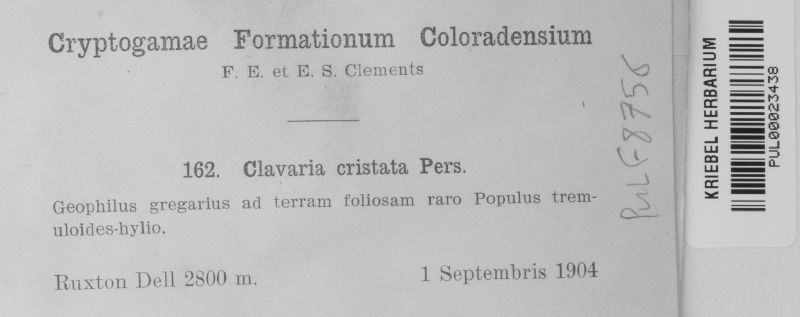 Cryptogamae Formationum Coloradensium
F. E. et E. S. Clements
162. Clavaria cristata Pers.
Geophilus gregarius ad terram foliosam raro Populus trem-
uloides-hylio.
Ruxton Dell 2800 m. 1 Septembris 1904
PUL F8756
KRIEBEL HERBARIUM
PUL00023438